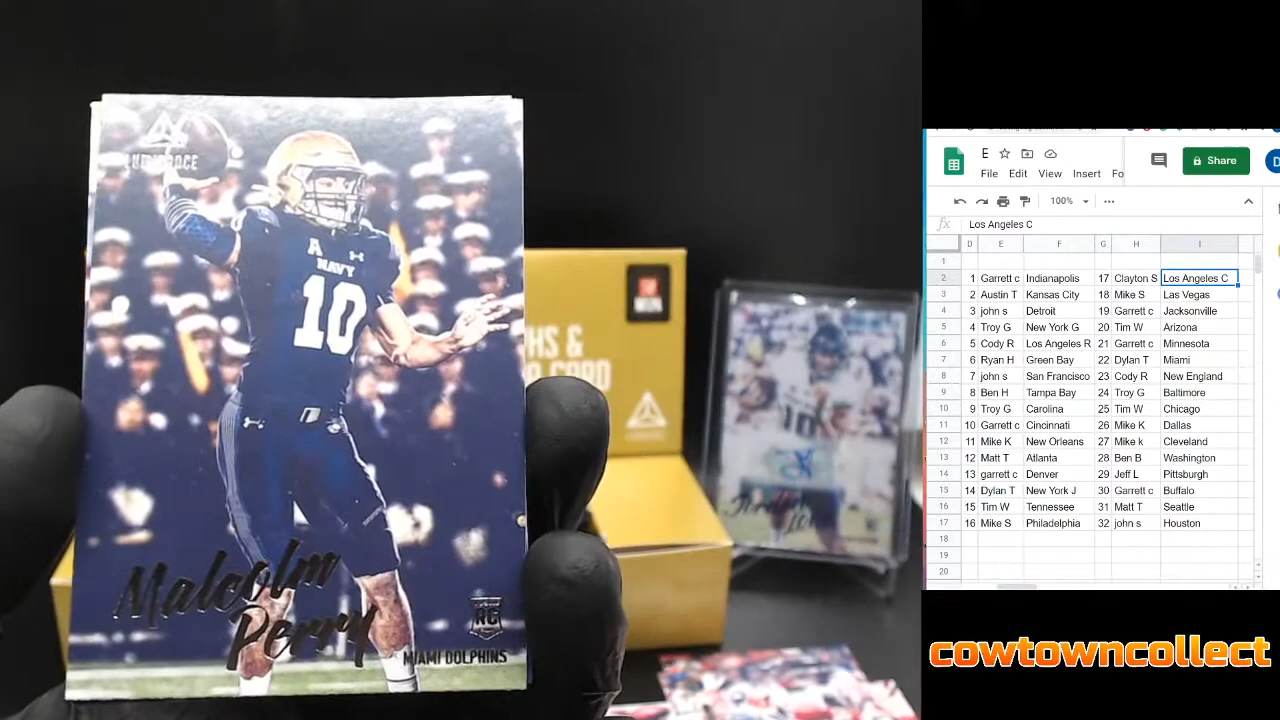 LUMINANCE
A
NAVY
10
Malcolm
Perry
RC
MIAMI DOLPHINS
HS &
CARD
10
E
File Edit View Insert Fo
Share
D
100%
fx Los Angeles C
D E F G H I
1
2 1 Garrett c Indianapolis 17 Clayton S Los Angeles C
3 2 Austin T Kansas City 18 Mike S Las Vegas
4 3 john s Detroit 19 Garrett c Jacksonville
5 4 Troy G New York G 20 Tim W Arizona
6 5 Cody R Los Angeles R 21 Garrett c Minnesota
7 6 Ryan H Green Bay 22 Dylan T Miami
8 7 john s San Francisco 23 Cody R New England
9 8 Ben H Tampa Bay 24 Troy G Baltimore
10 9 Troy G Carolina 25 Tim W Chicago
11 10 Garrett c Cincinnati 26 Mike K Dallas
12 11 Mike K New Orleans 27 Mike k Cleveland
13 12 Matt T Atlanta 28 Ben B Washington
14 13 garrett c Denver 29 Jeff L Pittsburgh
15 14 Dylan T New York J 30 Garrett c Buffalo
16 15 Tim W Tennessee 31 Matt T Seattle
17 16 Mike S Philadelphia 32 john s Houston
18
19
20
cowtowncollect